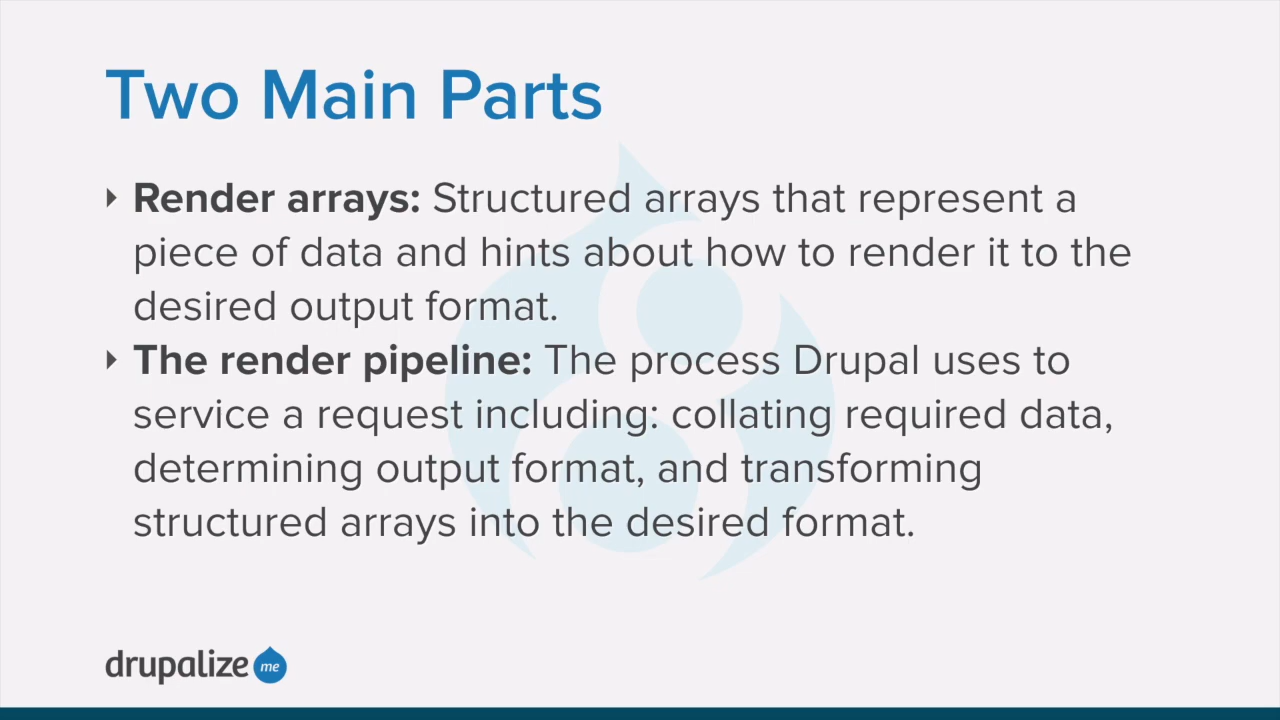 Two Main Parts
Render arrays: Structured arrays that represent a
piece of data and hints about how to render it to the
desired output format.
The render pipeline: The process Drupal uses to
service a request including: collating required data,
determining output format, and transforming
structured arrays into the desired format.
drupalize me